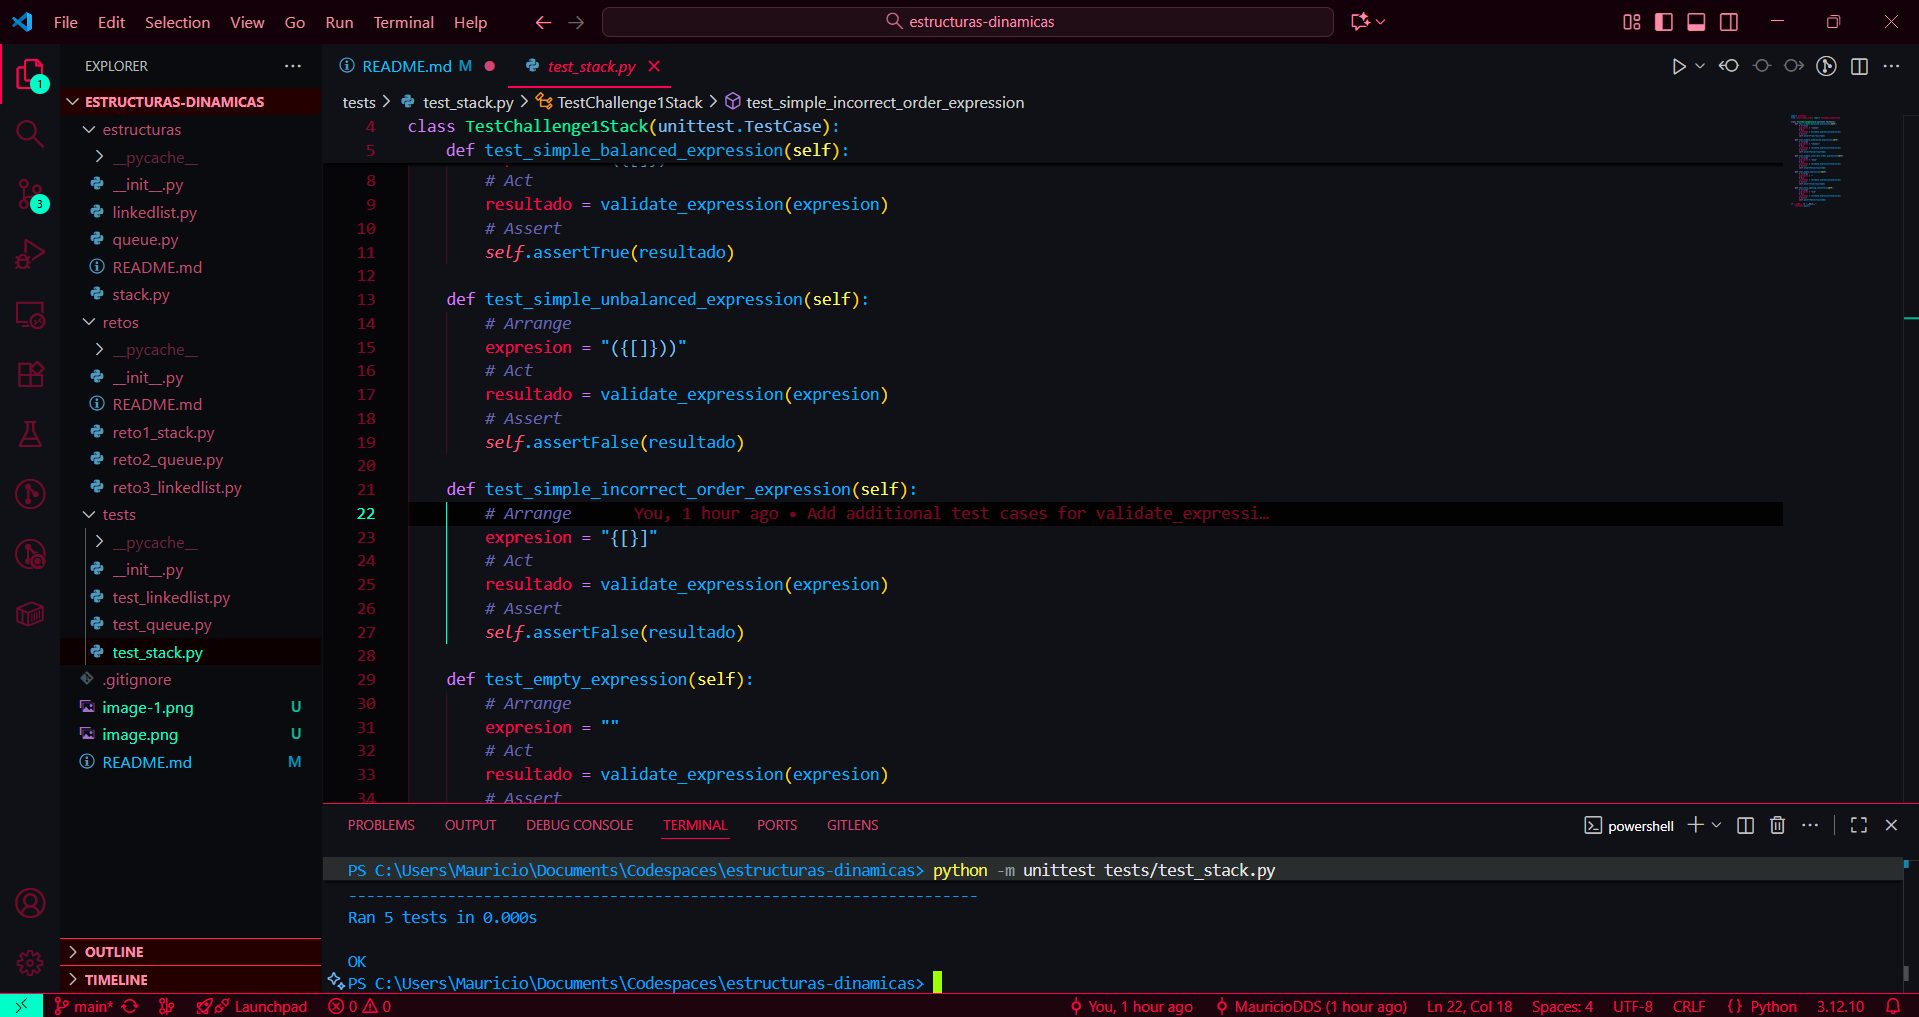 File Edit Selection View Go Run Terminal Help
estructuras-dinamicas
EXPLORER
1
3
ESTRUCTURAS-DINAMICAS
estructuras
__pycache__
__init__.py
linkedlist.py
queue.py
README.md
stack.py
retos
__pycache__
__init__.py
README.md
reto1_stack.py
reto2_queue.py
reto3_linkedlist.py
tests
__pycache__
__init__.py
test_linkedlist.py
test_queue.py
test_stack.py
.gitignore
image-1.png U
image.png U
README.md M
OUTLINE
TIMELINE
README.md M
test_stack.py
tests > test_stack.py > TestChallenge1Stack > test_simple_incorrect_order_expression
4 class TestChallenge1Stack(unittest.TestCase):
5 def test_simple_balanced_expression(self):
8 # Act
9 resultado = validate_expression(expresion)
10 # Assert
11 self.assertTrue(resultado)
12
13 def test_simple_unbalanced_expression(self):
14 # Arrange
15 expresion = "({[]}))"
16 # Act
17 resultado = validate_expression(expresion)
18 # Assert
19 self.assertFalse(resultado)
20
21 def test_simple_incorrect_order_expression(self):
22 # Arrange You, 1 hour ago • Add additional test cases for validate_expressi…
23 expresion = "{[}]"
24 # Act
25 resultado = validate_expression(expresion)
26 # Assert
27 self.assertFalse(resultado)
28
29 def test_empty_expression(self):
30 # Arrange
31 expresion = ""
32 # Act
33 resultado = validate_expression(expresion)
34 # Assert
PROBLEMS OUTPUT DEBUG CONSOLE TERMINAL PORTS GITLENS
powershell
PS C:\Users\Mauricio\Documents\Codespaces\estructuras-dinamicas> python -m unittest tests/test_stack.py
----------------------------------------------------------------------
Ran 5 tests in 0.000s
OK
PS C:\Users\Mauricio\Documents\Codespaces\estructuras-dinamicas>
main* Launchpad 0 0 You, 1 hour ago MauricioDDS (1 hour ago) Ln 22, Col 18 Spaces: 4 UTF-8 CRLF {} Python 3.12.10